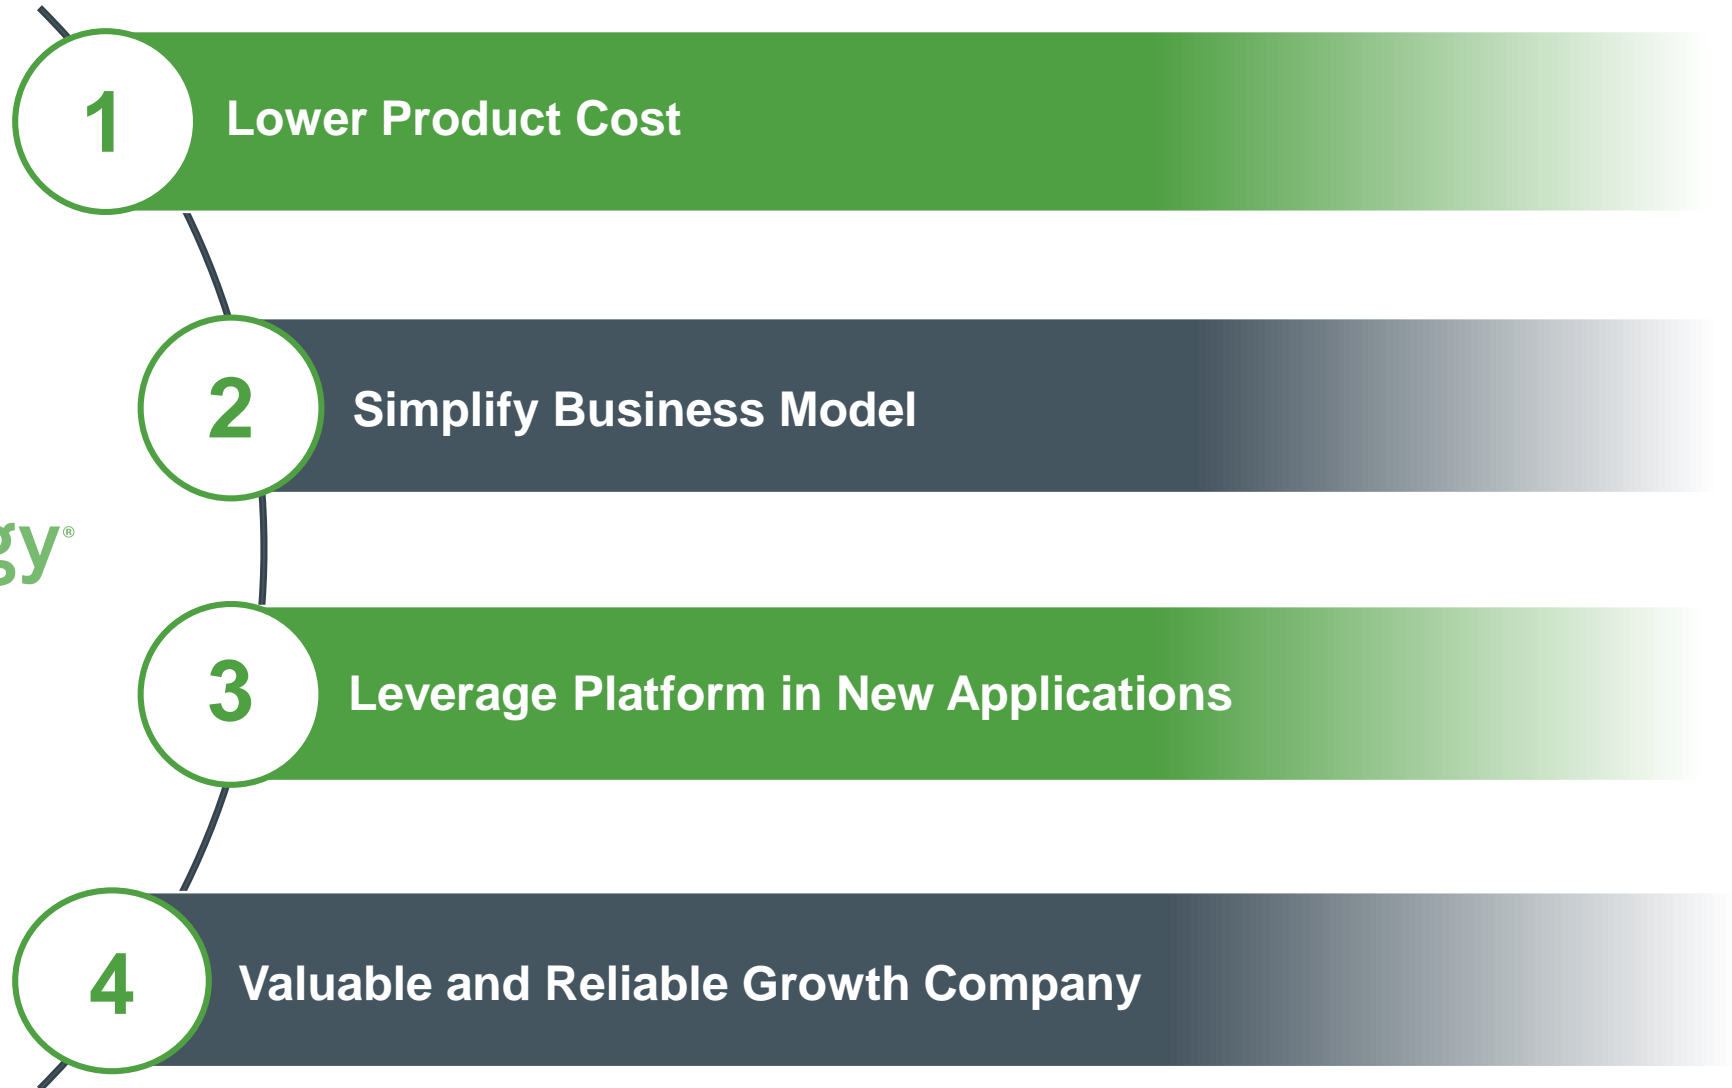 1
Lower Product Cost
2
Simplify Business Model
gy®
3
Leverage Platform in New Applications
4
Valuable and Reliable Growth Company